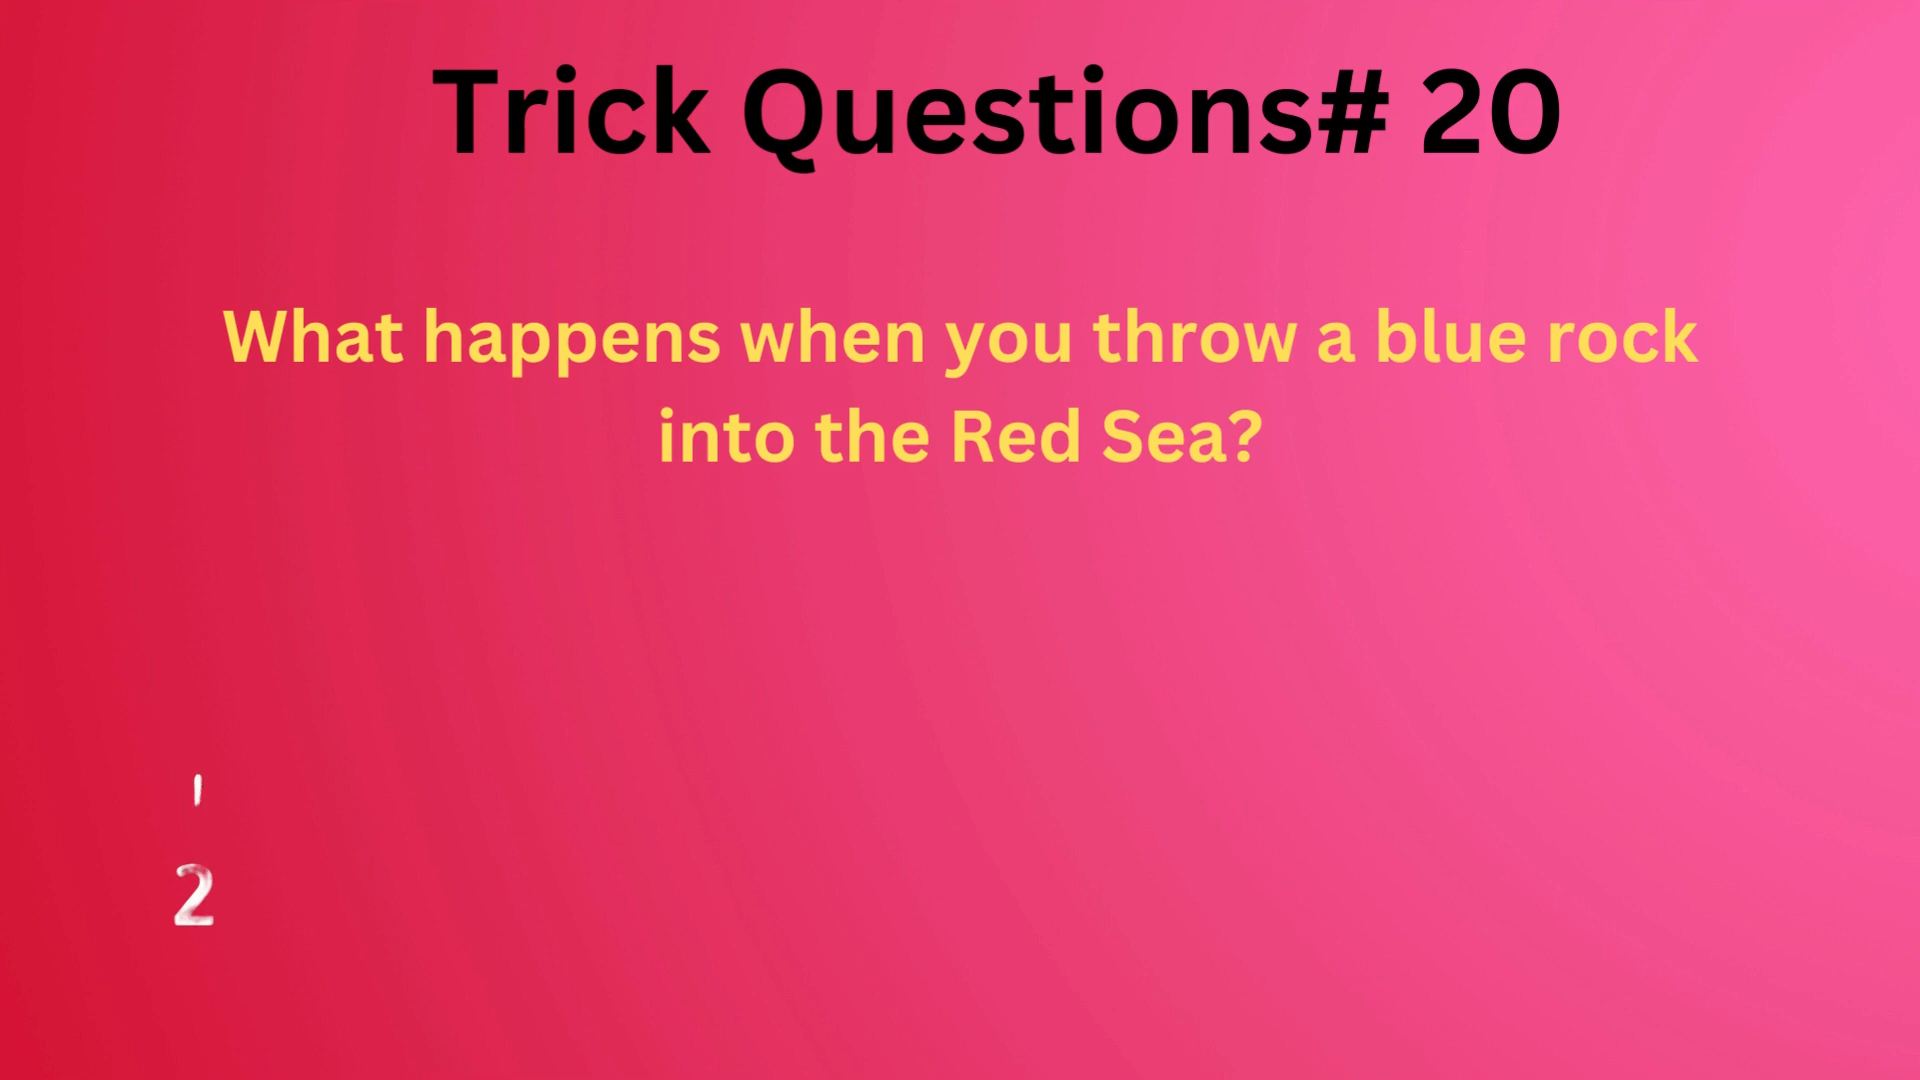 Trick Questions# 20
What happens when you throw a blue rock
into the Red Sea?
2